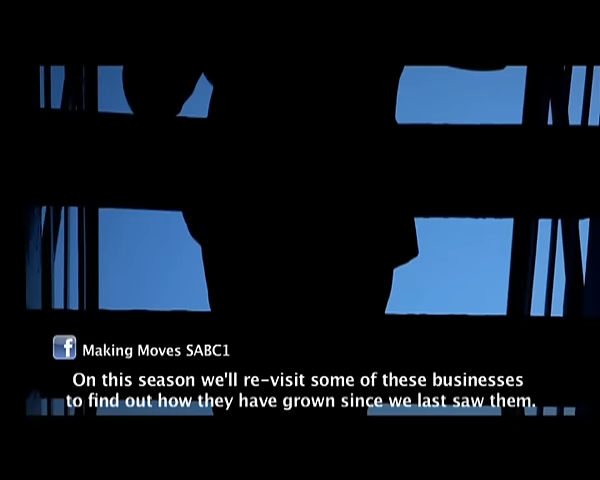 f Making Moves SABC1
On this season we'll re-visit some of these businesses
to find out how they have grown since we last saw them.